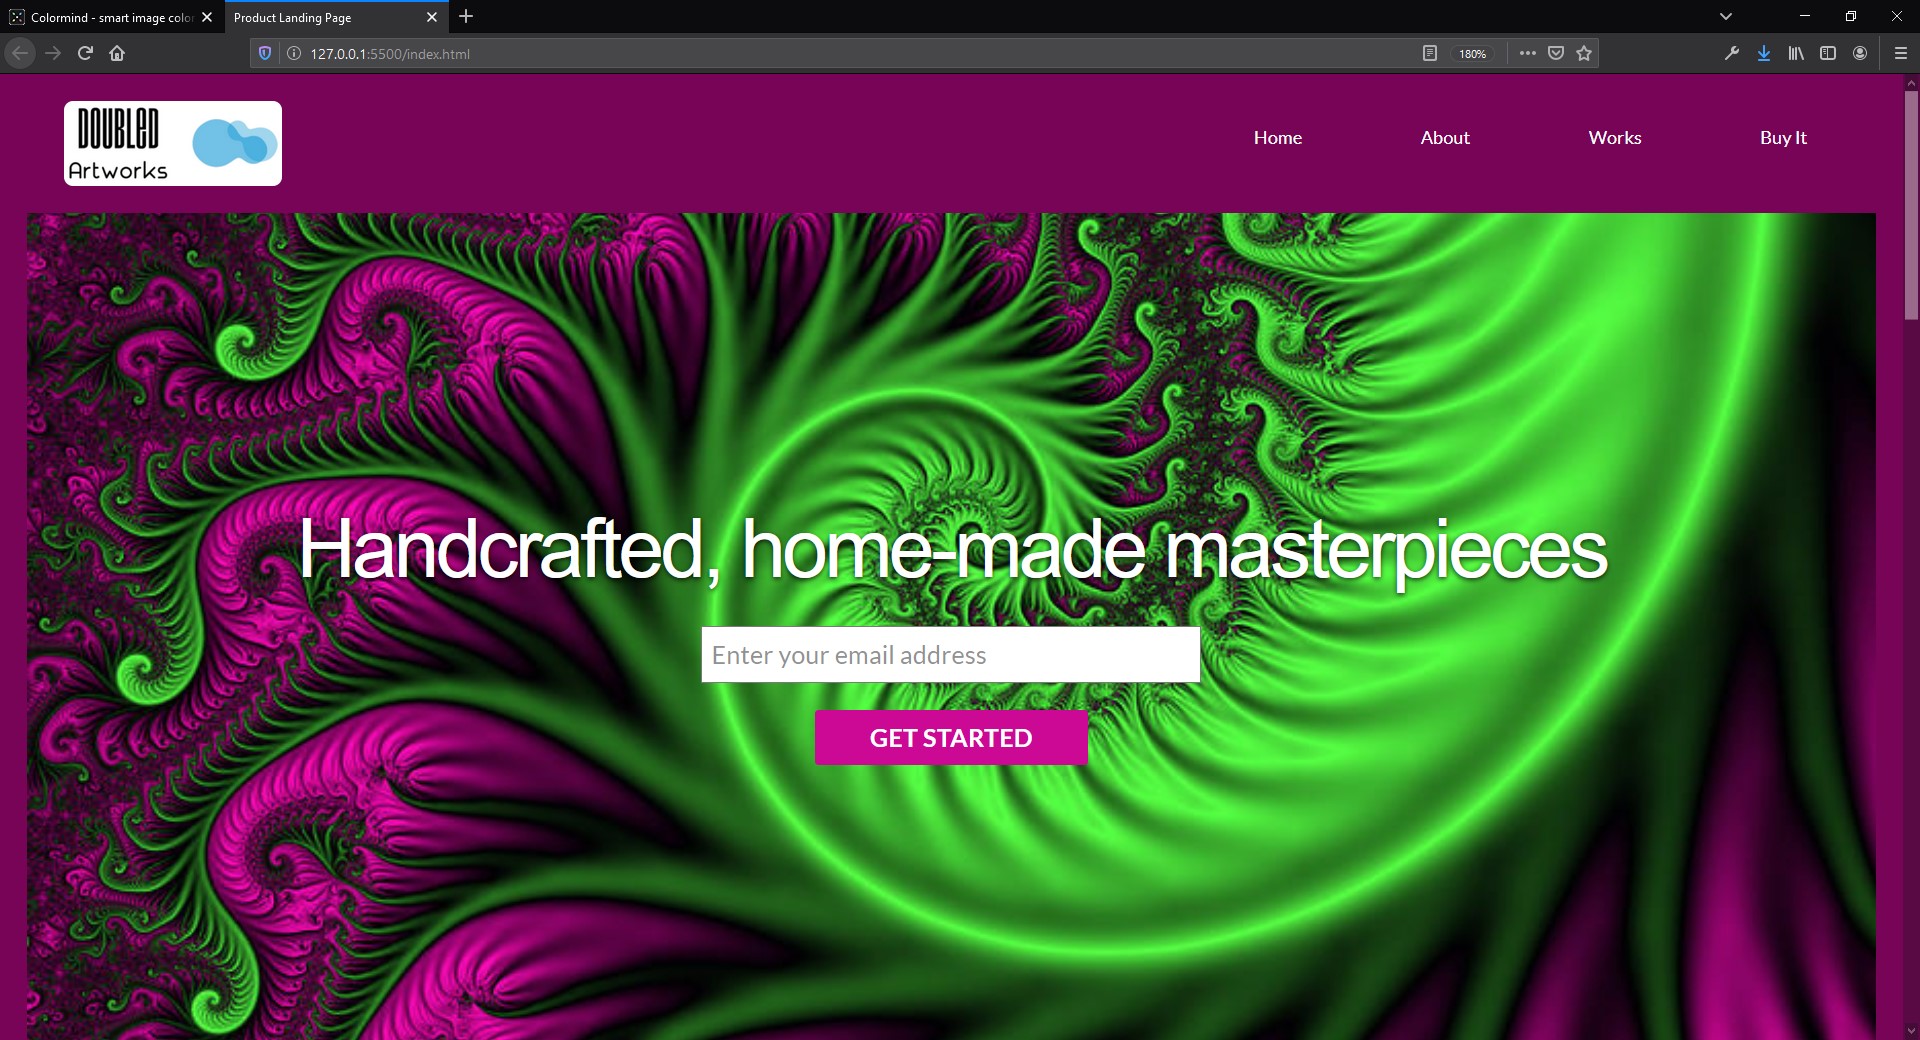 Colormind - smart image color
Product Landing Page
127.0.0.1:5500/index.html
180%
DOUBLED
Artworks
Home
About
Works
Buy It
Handcrafted, home-made masterpieces
Enter your email address
GET STARTED